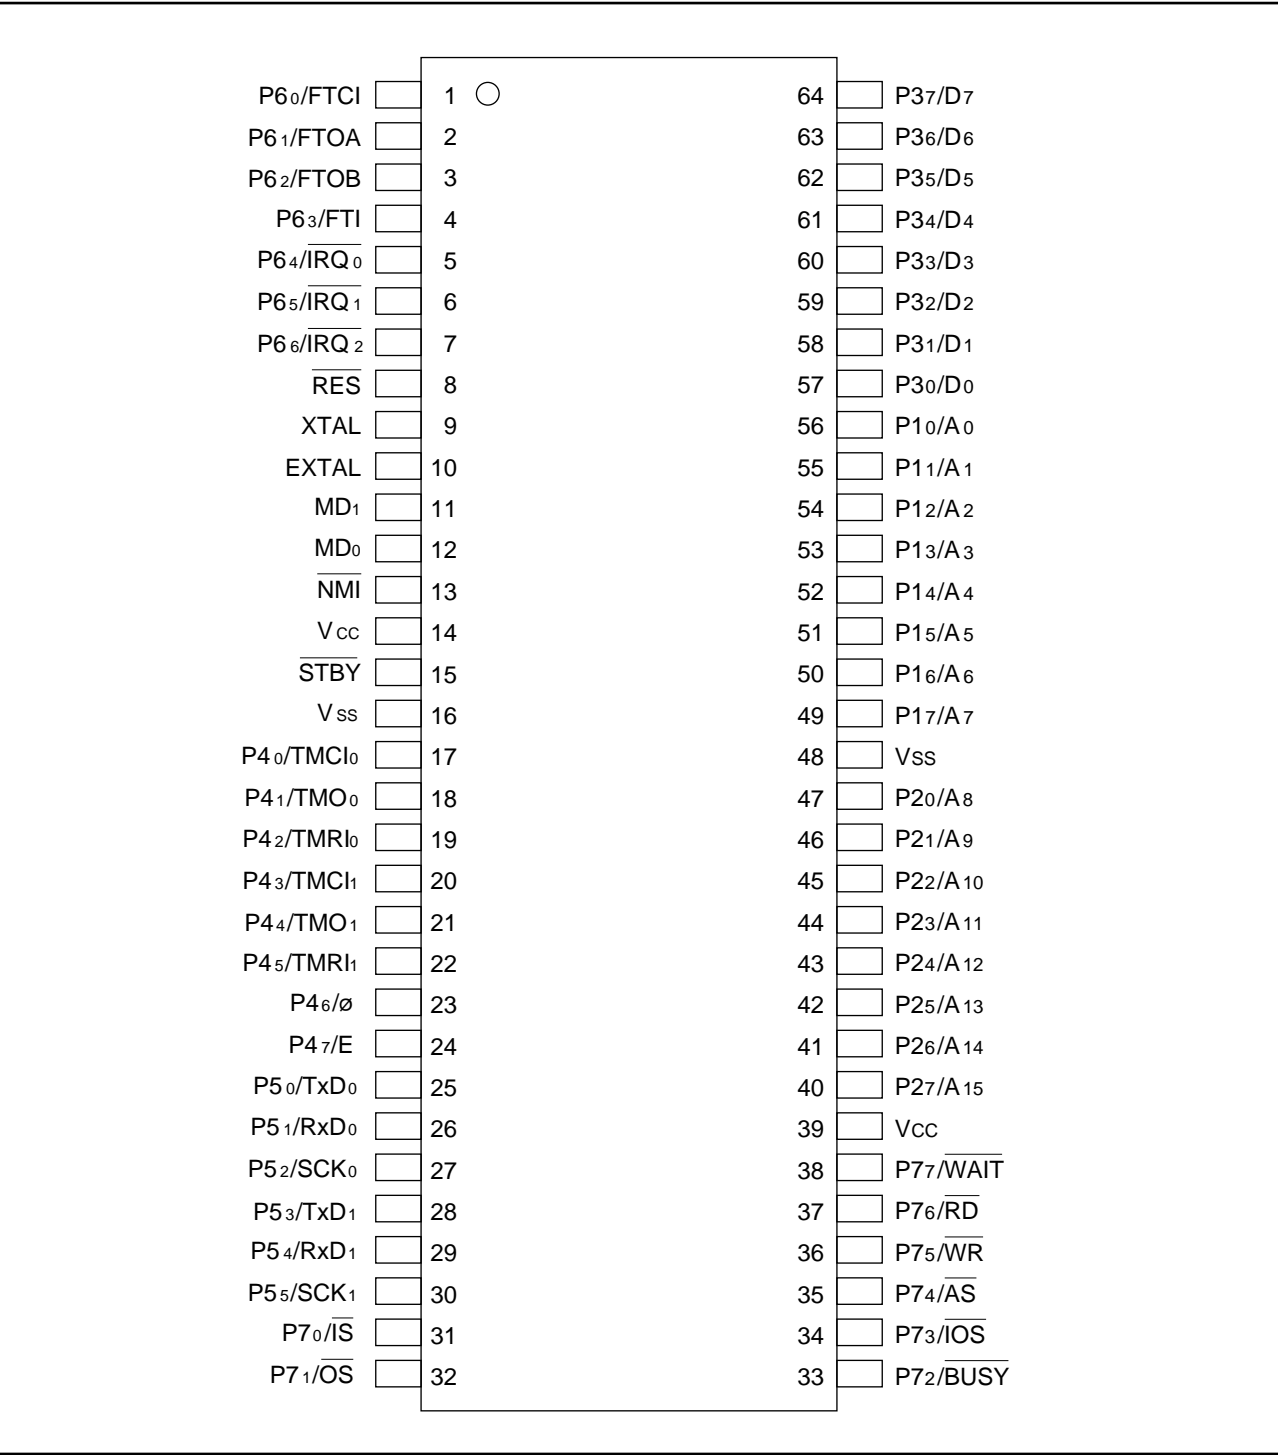 P60/FTCI 1 64 P37/D7
P61/FTOA 2 63 P36/D6
P62/FTOB 3 62 P35/D5
P63/FTI 4 61 P34/D4
P64/IRQ0 5 60 P33/D3
P65/IRQ1 6 59 P32/D2
P66/IRQ2 7 58 P31/D1
RES 8 57 P30/D0
XTAL 9 56 P10/A0
EXTAL 10 55 P11/A1
MD1 11 54 P12/A2
MD0 12 53 P13/A3
NMI 13 52 P14/A4
VCC 14 51 P15/A5
STBY 15 50 P16/A6
VSS 16 49 P17/A7
P40/TMCI0 17 48 VSS
P41/TMO0 18 47 P20/A8
P42/TMRI0 19 46 P21/A9
P43/TMCI1 20 45 P22/A10
P44/TMO1 21 44 P23/A11
P45/TMRI1 22 43 P24/A12
P46/ø 23 42 P25/A13
P47/E 24 41 P26/A14
P50/TxD0 25 40 P27/A15
P51/RxD0 26 39 VCC
P52/SCK0 27 38 P77/WAIT
P53/TxD1 28 37 P76/RD
P54/RxD1 29 36 P75/WR
P55/SCK1 30 35 P74/AS
P70/IS 31 34 P73/IOS
P71/OS 32 33 P72/BUSY